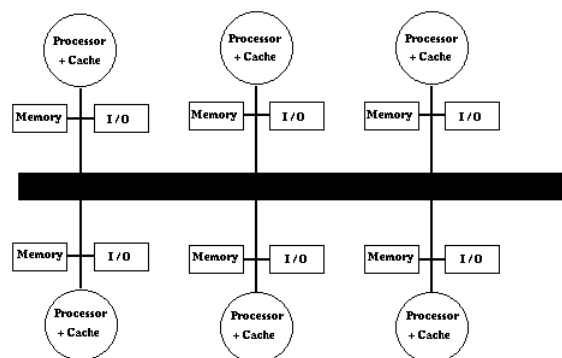 Processor
+ Cache
Processor
+ Cache
Processor
+ Cache
Memory
I/O
Memory
I/O
Memory
I/O
Memory
I/O
Memory
I/O
Memory
I/O
Processor
+ Cache
Processor
+ Cache
Processor
+ Cache